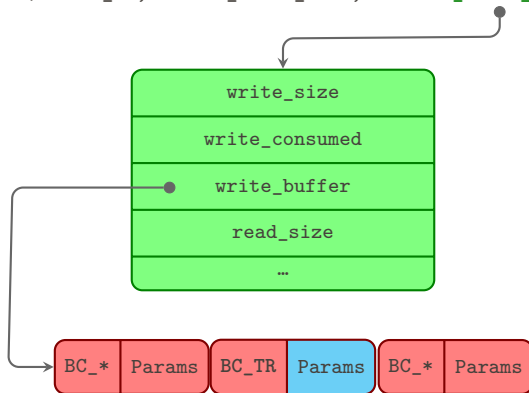 write_size
write_consumed
write_buffer
read_size
…
BC_* Params BC_TR Params BC_* Params